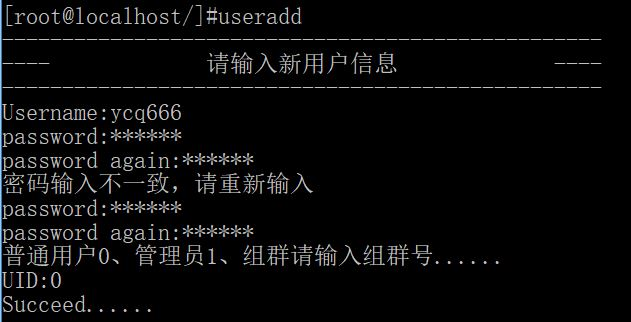 [root@localhost/]#useradd
--------------------------------------------------
---- 请输入新用户信息 ----
--------------------------------------------------
Username:ycq666
password:******
password again:******
密码输入不一致，请重新输入
password:******
password again:******
普通用户0、管理员1、组群请输入组群号......
UID:0
Succeed......